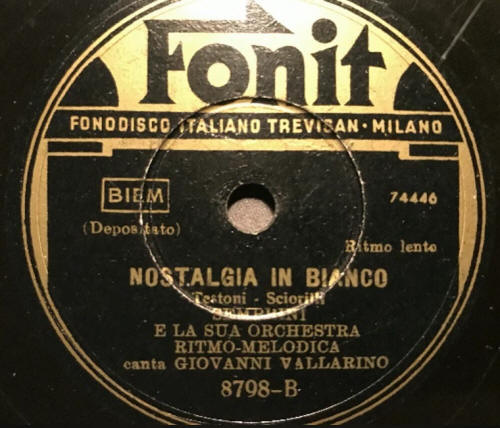 Fonit
FONODISCO ITALIANO TREVISAN · MILANO
BIEM
74446
(Depositato)
Ritmo lento
NOSTALGIA IN BIANCO
Testoni - Sciorilli
SEMPRINI
E LA SUA ORCHESTRA
RITMO-MELODICA
canta GIOVANNI VALLARINO
8798-B